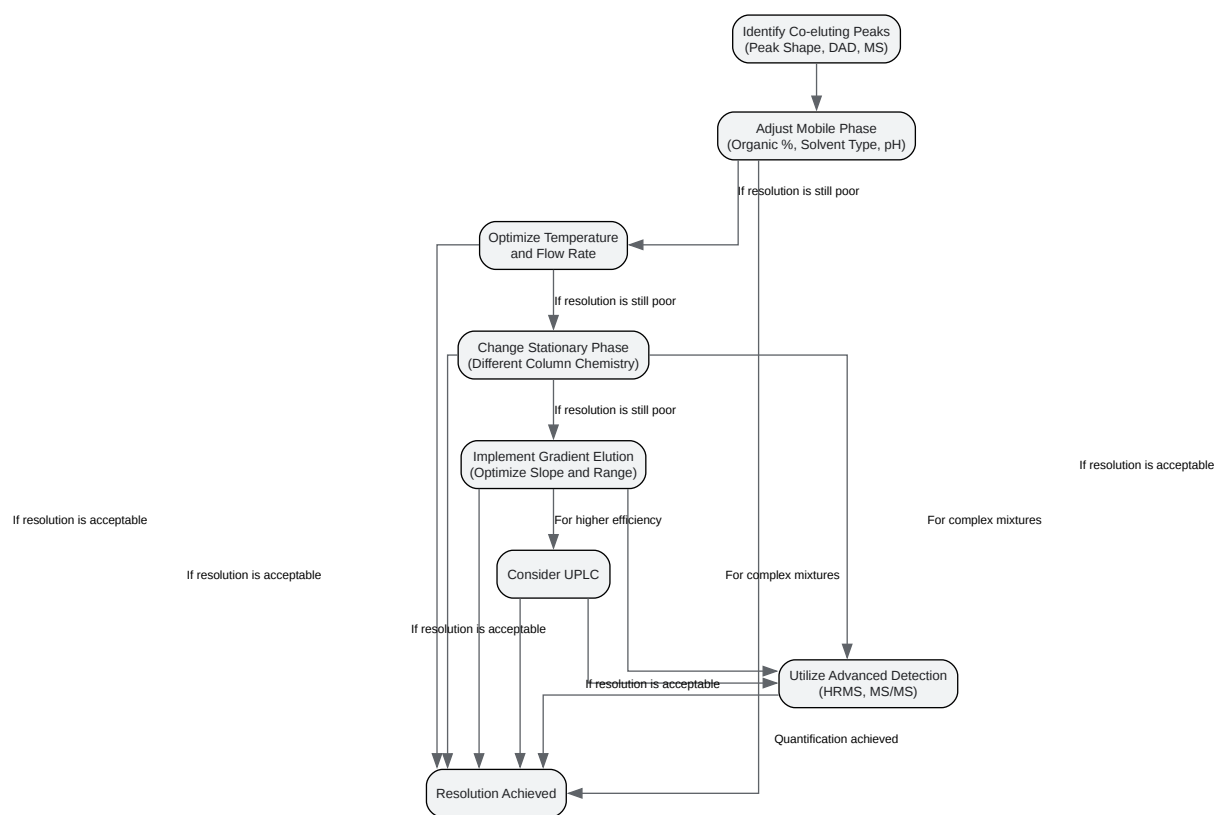 Identify Co-eluting Peaks
(Peak Shape, DAD, MS)
Adjust Mobile Phase
(Organic %, Solvent Type, pH)
If resolution is still poor
Optimize Temperature
and Flow Rate
If resolution is still poor
Change Stationary Phase
(Different Column Chemistry)
If resolution is still poor
Implement Gradient Elution
(Optimize Slope and Range)
If resolution is acceptable
If resolution is acceptable
For higher efficiency
For complex mixtures
If resolution is acceptable
Consider UPLC
For complex mixtures
If resolution is acceptable
Utilize Advanced Detection
(HRMS, MS/MS)
If resolution is acceptable
Quantification achieved
Resolution Achieved